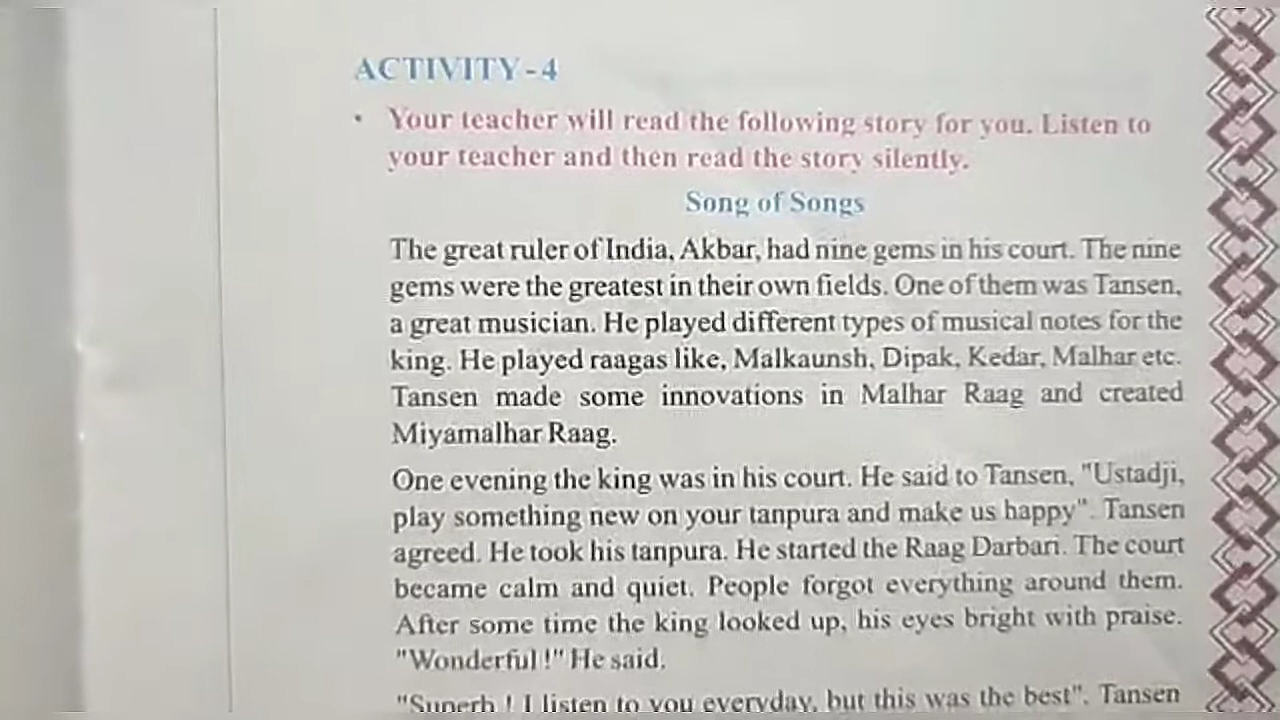 ACTIVITY - 4
• Your teacher will read the following story for you. Listen to
your teacher and then read the story silently.
Song of Songs
The great ruler of India, Akbar, had nine gems in his court. The nine
gems were the greatest in their own fields. One of them was Tansen,
a great musician. He played different types of musical notes for the
king. He played raagas like, Malkaunsh, Dipak, Kedar, Malhar etc.
Tansen made some innovations in Malhar Raag and created
Miyamalhar Raag.
One evening the king was in his court. He said to Tansen, "Ustadji,
play something new on your tanpura and make us happy". Tansen
agreed. He took his tanpura. He started the Raag Darbari. The court
became calm and quiet. People forgot everything around them.
After some time the king looked up, his eyes bright with praise.
"Wonderful !" He said.
"Superb ! I listen to you everyday, but this was the best". Tansen